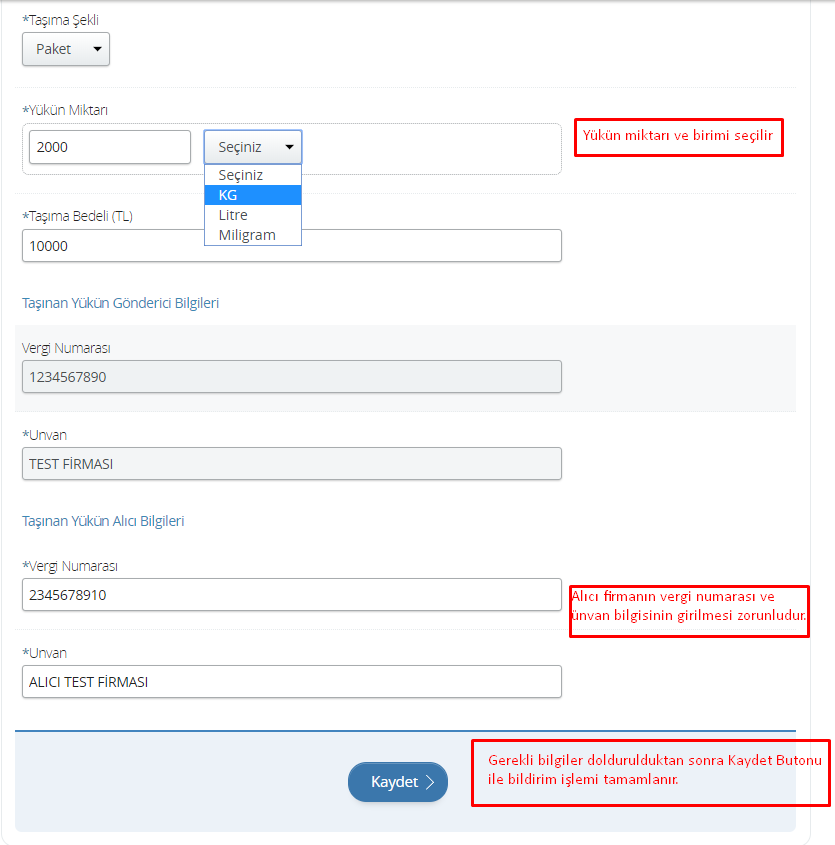 *Taşıma Şekli
Paket
*Yükün Miktarı
2000
Seçiniz
Yükün miktarı ve birimi seçilir
Seçiniz
KG
Litre
Miligram
*Taşıma Bedeli (TL)
10000
Taşınan Yükün Gönderici Bilgileri
Vergi Numarası
1234567890
*Unvan
TEST FİRMASI
Taşınan Yükün Alıcı Bilgileri
*Vergi Numarası
2345678910
Alıcı firmanın vergi numarası ve
ünvan bilgisinin girilmesi zorunludur.
*Unvan
ALICI TEST FİRMASI
Kaydet
Gerekli bilgiler doldurulduktan sonra Kaydet Butonu
ile bildirim işlemi tamamlanır.